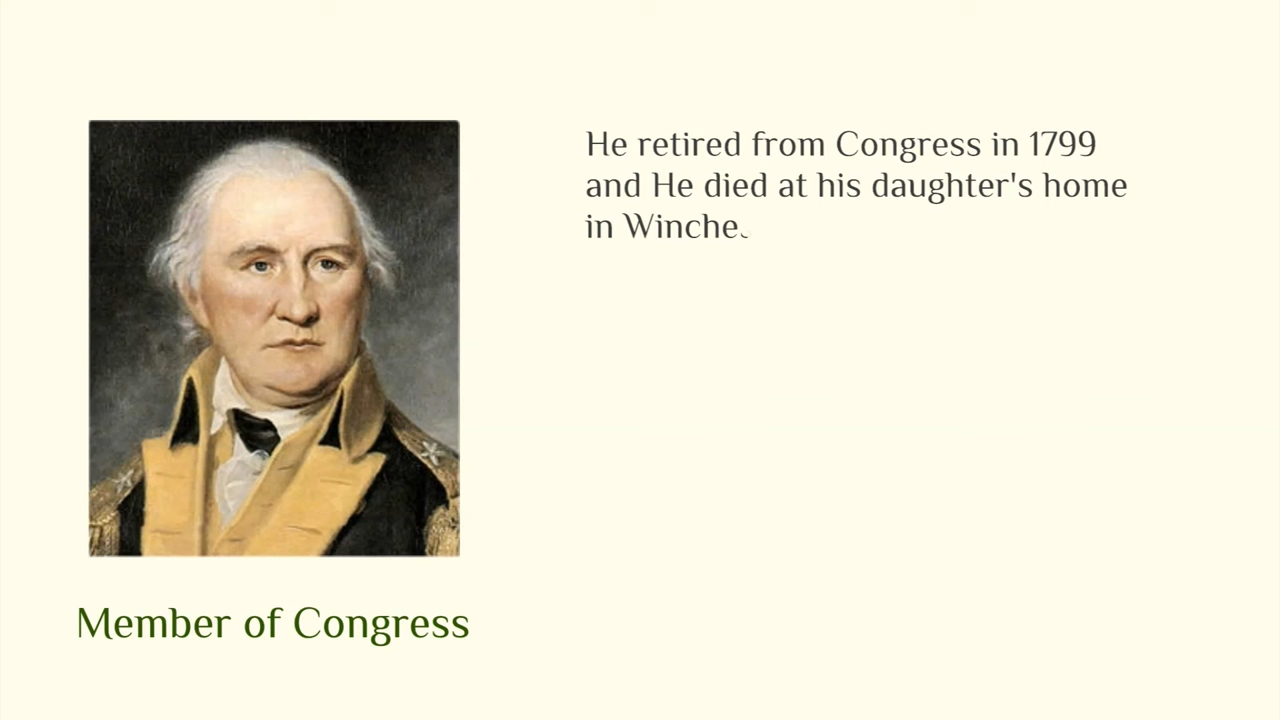 He retired from Congress in 1799
and He died at his daughter's home
in Winche
Member of Congress